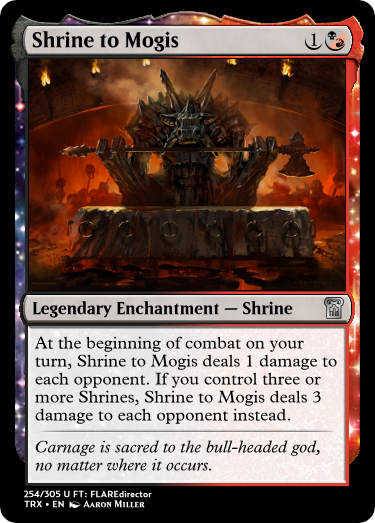 Shrine to Mogis 1
Legendary Enchantment — Shrine
At the beginning of combat on your
turn, Shrine to Mogis deals 1 damage to
each opponent. If you control three or
more Shrines, Shrine to Mogis deals 3
damage to each opponent instead.
Carnage is sacred to the bull-headed god,
no matter where it occurs.
254/305 U FT: FLAREdirector
TRX • EN Aaron Miller